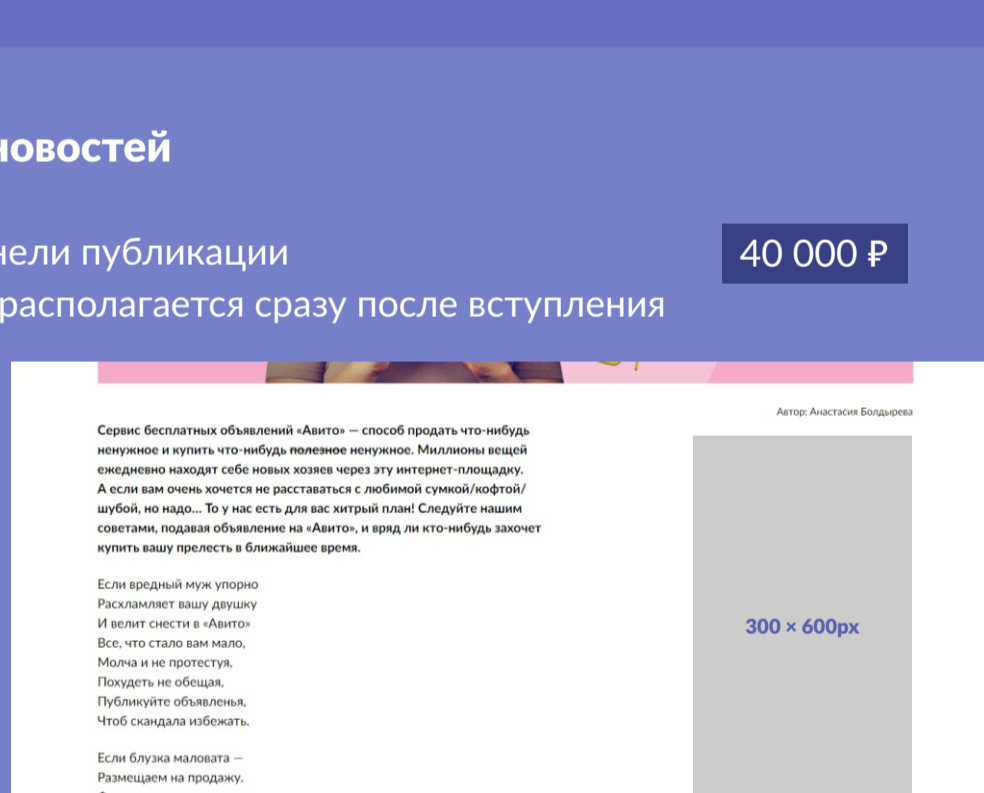 новостей
нели публикации
40 000 ₽
располагается сразу после вступления
Автор: Анастасия Болдырева
Сервис бесплатных объявлений «Авито» — способ продать что-нибудь
ненужное и купить что-нибудь полезное ненужное. Миллионы вещей
ежедневно находят себе новых хозяев через эту интернет-площадку.
А если вам очень хочется не расставаться с любимой сумкой/кофтой/
шубой, но надо... То у нас есть для вас хитрый план! Следуйте нашим
советами, подавая объявление на «Авито», и вряд ли кто-нибудь захочет
купить вашу прелесть в ближайшее время.
Если вредный муж упорно
Расхламляет вашу двушку
И велит снести в «Авито»
Все, что стало вам мало,
Молча и не протестуя,
Похудеть не обещая,
Публикуйте объявленья,
Чтоб скандала избежать.
300 × 600px
Если блузка маловата —
Размещаем на продажу.